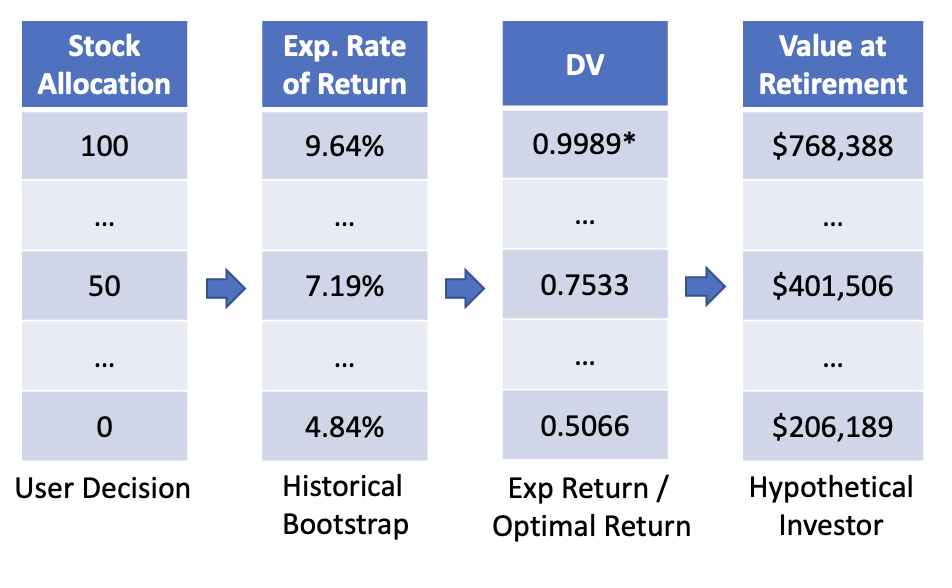 Stock
Allocation
Exp. Rate
of Return
DV
Value at
Retirement
100
9.64%
0.9989*
$768,388
...
...
...
...
50
7.19%
0.7533
$401,506
...
...
...
...
0
4.84%
0.5066
$206,189
User Decision
Historical
Bootstrap
Exp Return /
Optimal Return
Hypothetical
Investor